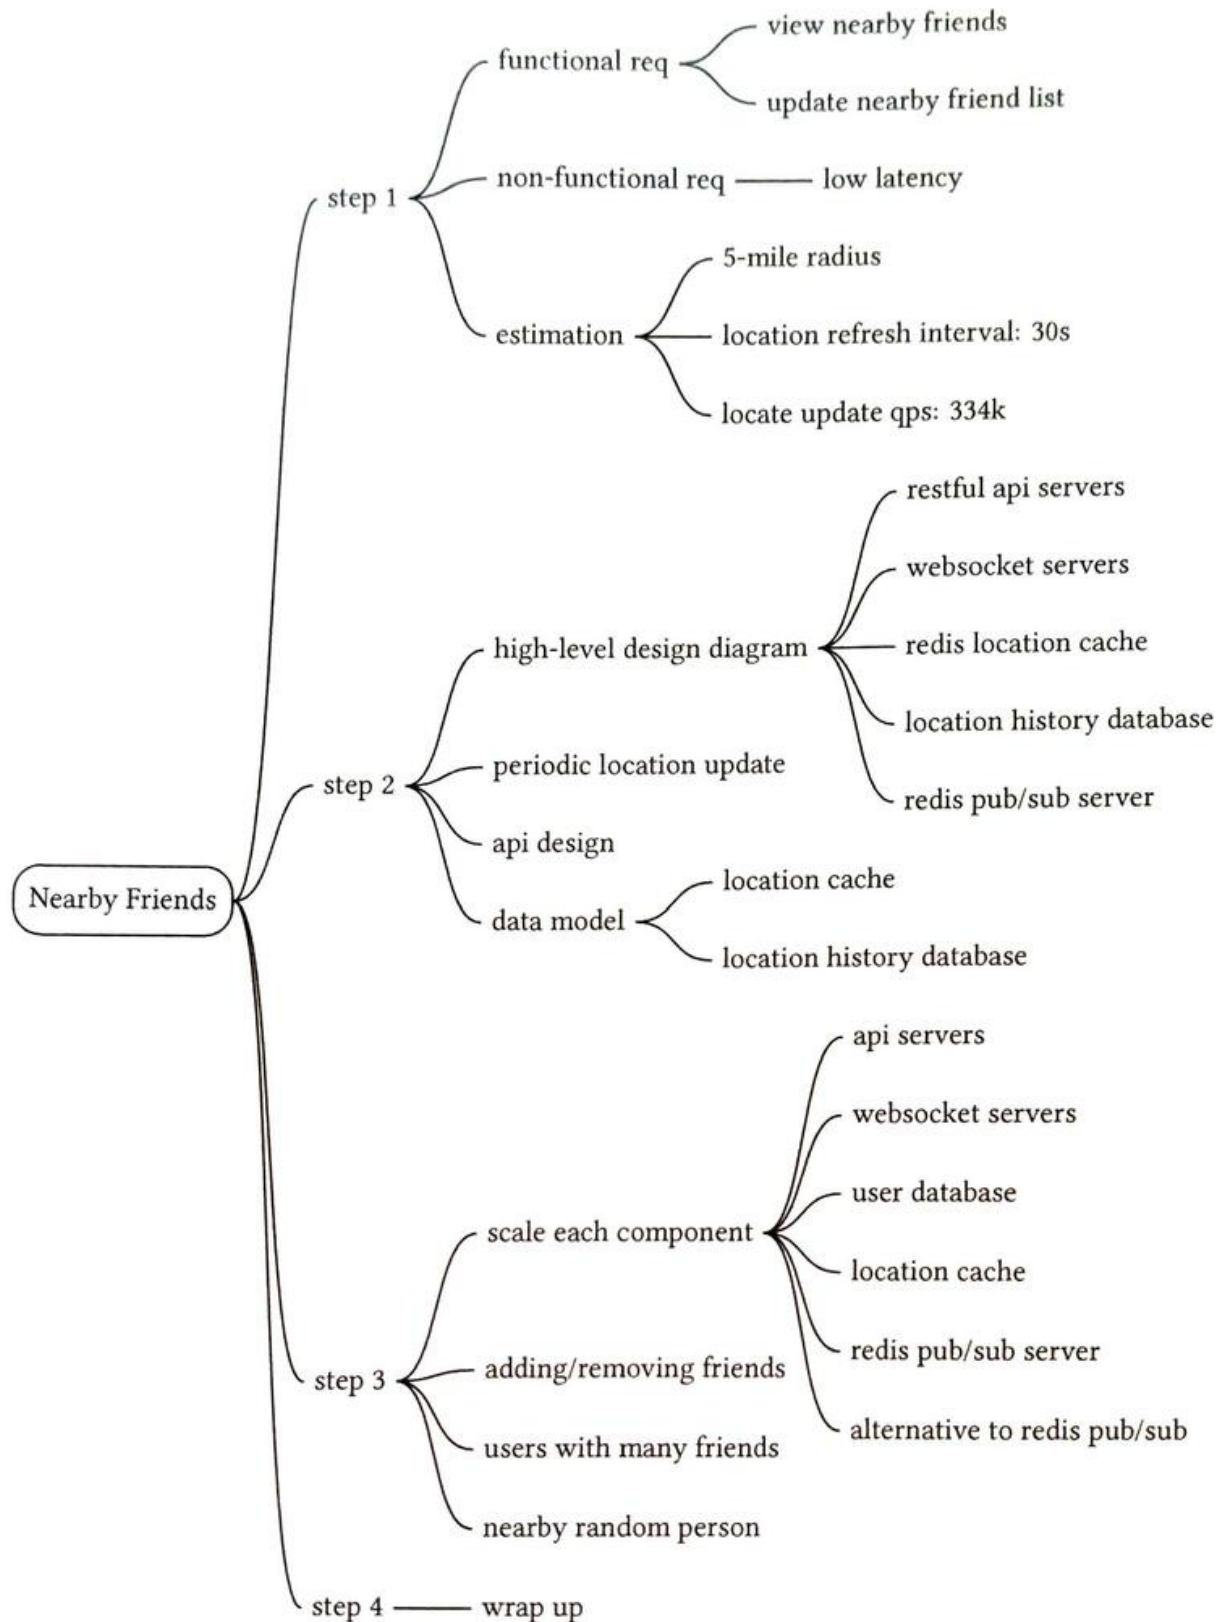 Nearby Friends
step 1
functional req
view nearby friends
update nearby friend list
non-functional req
low latency
estimation
5-mile radius
location refresh interval: 30s
locate update qps: 334k
step 2
high-level design diagram
restful api servers
websocket servers
redis location cache
location history database
redis pub/sub server
periodic location update
api design
data model
location cache
location history database
step 3
scale each component
api servers
websocket servers
user database
location cache
redis pub/sub server
alternative to redis pub/sub
adding/removing friends
users with many friends
nearby random person
step 4
wrap up